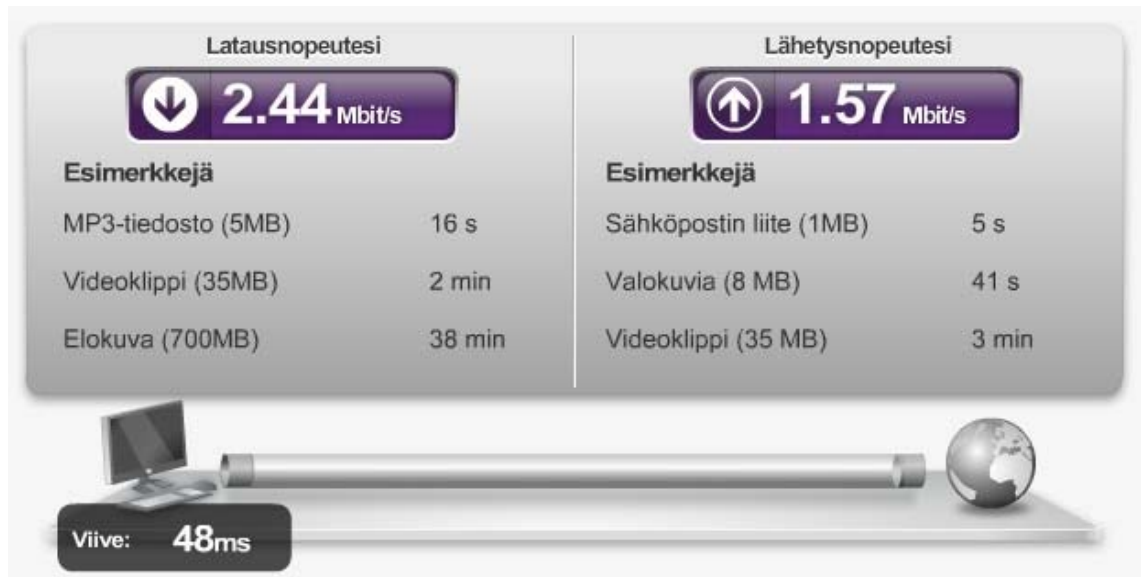 Latausnopeutesi
2.44 Mbit/s
Esimerkkejä
MP3-tiedosto (5MB) 16 s
Videoklippi (35MB) 2 min
Elokuva (700MB) 38 min
Lähetysnopeutesi
1.57 Mbit/s
Esimerkkejä
Sähköpostin liite (1MB) 5 s
Valokuvia (8 MB) 41 s
Videoklippi (35 MB) 3 min
Viive: 48ms